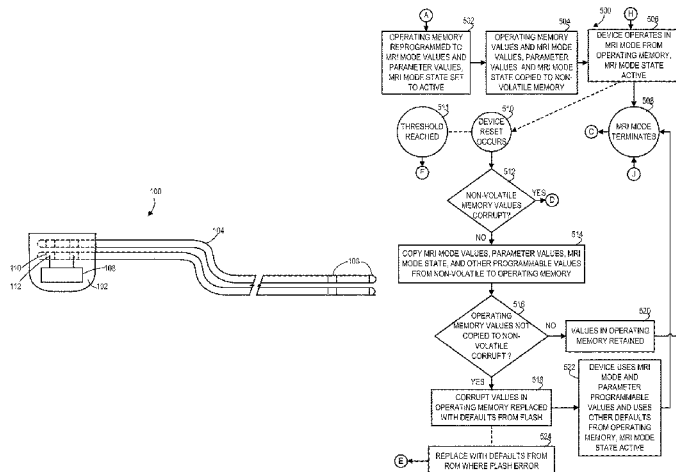 100
104
106
110
112
108
102
A
502
OPERATING MEMORY
REPROGRAMMED TO
MRI MODE VALUES AND
PARAMETER VALUES,
MRI MODE STATE SET
TO ACTIVE
504
OPERATING MEMORY
VALUES AND MRI MODE
VALUES, PARAMETER
VALUES AND MRI MODE
STATE COPIED TO NON-
VOLATILE MEMORY
500
H
506
DEVICE OPERATES IN
MRI MODE FROM
OPERATING MEMORY,
MRI MODE STATE
ACTIVE
511
THRESHOLD
REACHED
F
510
DEVICE
RESET
OCCURS
508
MRI MODE
TERMINATES
C
J
512
NON-VOLATILE
MEMORY VALUES
CORRUPT?
YES
D
NO
514
COPY MRI MODE VALUES, PARAMETER VALUES, MRI
MODE STATE, AND OTHER PROGRAMMABLE VALUES
FROM NON-VOLATILE TO OPERATING MEMORY
516
OPERATING
MEMORY VALUES NOT
COPIED TO NON-
VOLATILE
CORRUPT?
NO
520
VALUES IN OPERATING
MEMORY RETAINED
YES
518
CORRUPT VALUES IN
OPERATING MEMORY REPLACED
WITH DEFAULTS FROM FLASH
522
DEVICE USES MRI
MODE AND
PARAMETER
PROGRAMMABLE
VALUES AND USES
OTHER DEFAULTS
FROM OPERATING
MEMORY, MRI MODE
STATE ACTIVE
524
REPLACE WITH DEFAULTS FROM
ROM WHERE FLASH ERROR
E